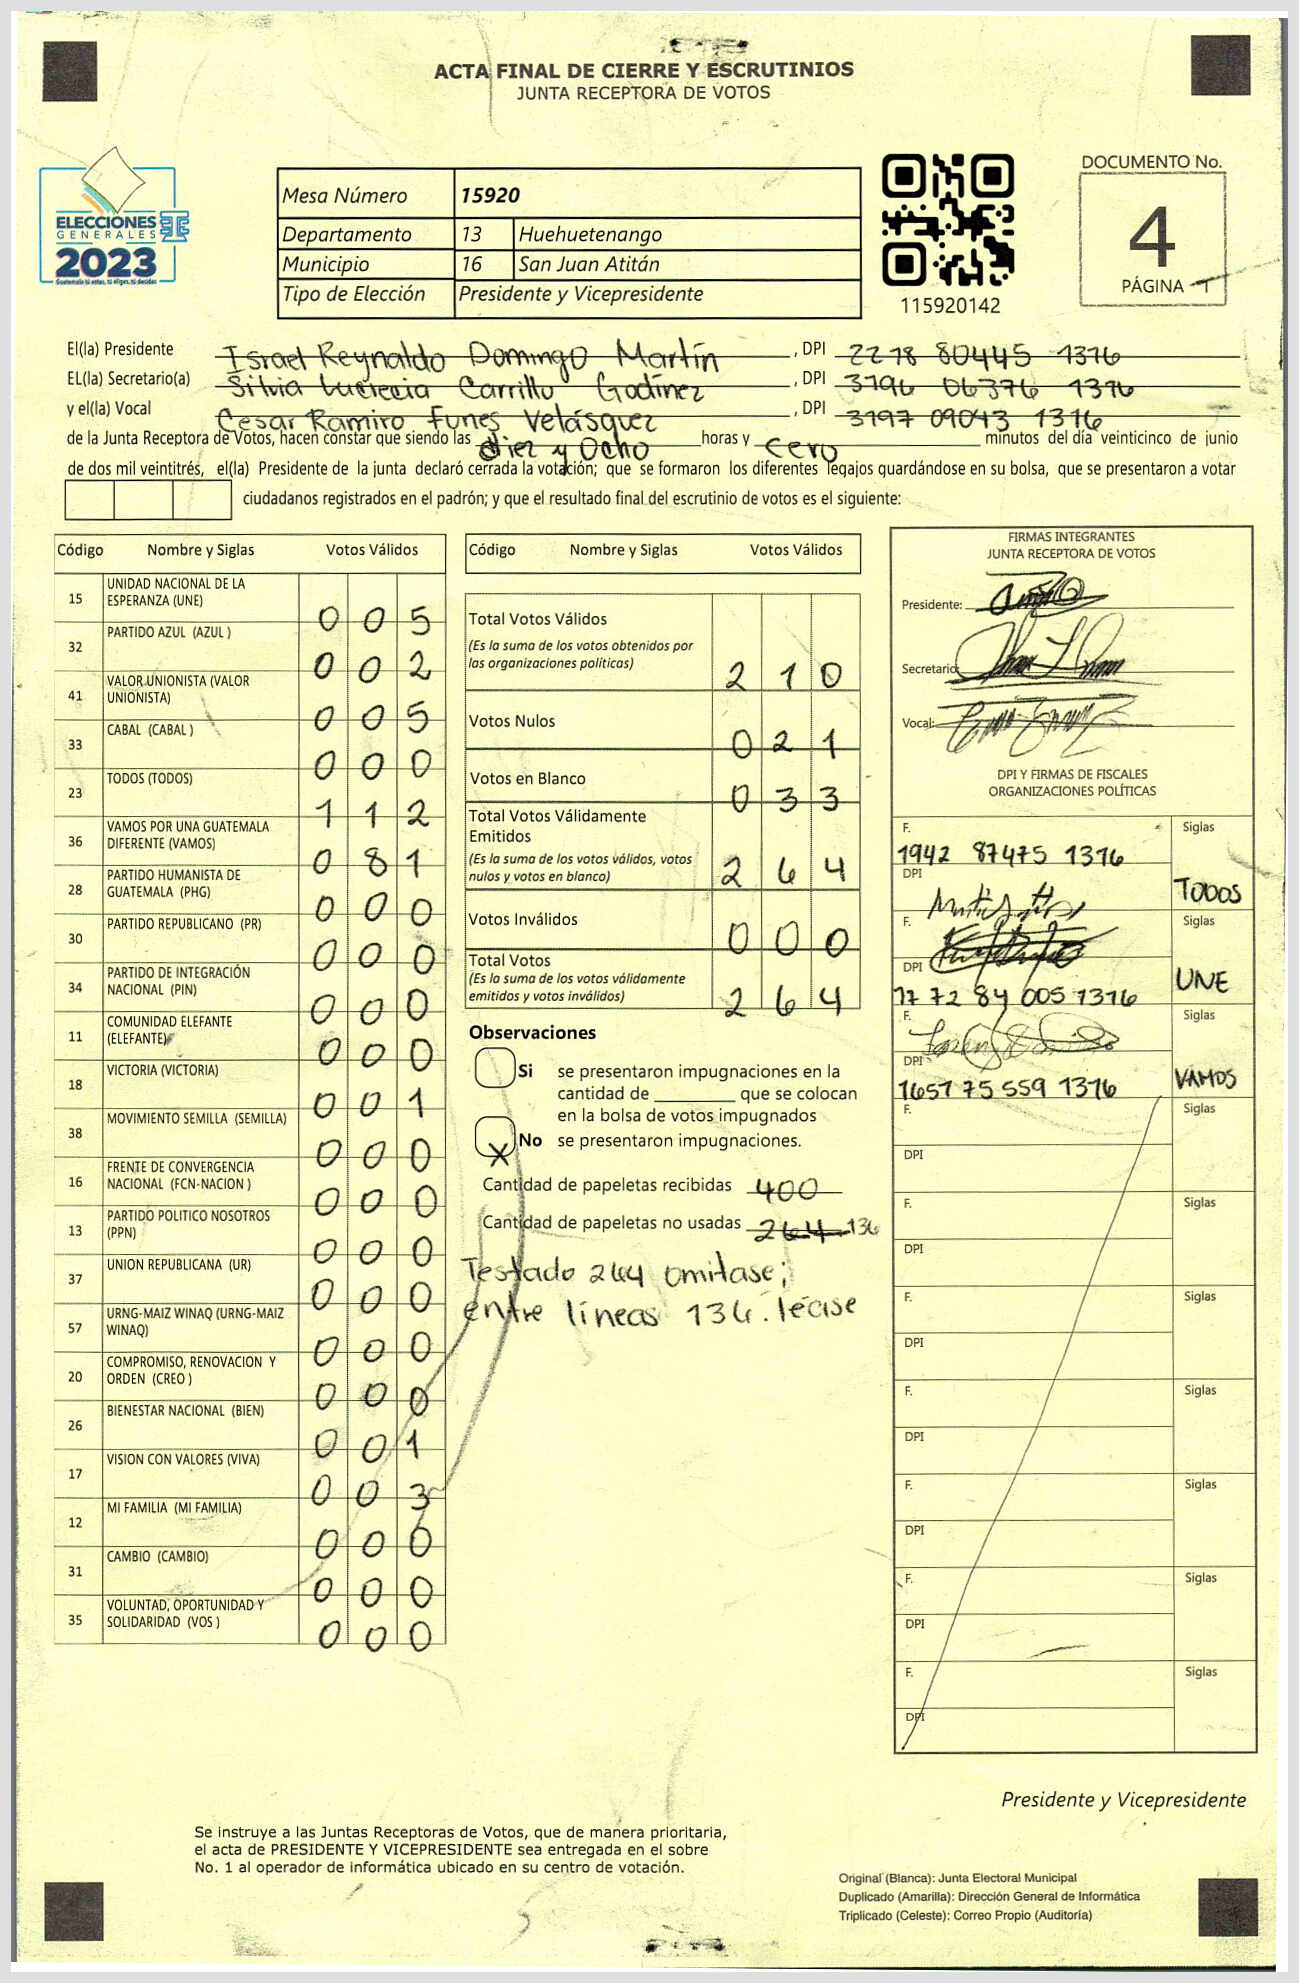 ACTA FINAL DE CIERRE Y ESCRUTINIOS
JUNTA RECEPTORA DE VOTOS
ELECCIONES
GENERALES
2023
Guatemala tú votas, tú eliges, tú decides
Mesa Número 15920
Departamento 13 Huehuetenango
Municipio 16 San Juan Atitán
Tipo de Elección Presidente y Vicepresidente
115920142
DOCUMENTO No.
4
PÁGINA 1
El(la) Presidente Israel Reynaldo Domingo Martín , DPI 2278 80445 1316
EL(la) Secretario(a) Silvia Carrillo Godínez , DPI 3196 06376 1316
y el(la) Vocal Cesar Ramiro Funes Velásquez , DPI 3197 09043 1316
de la Junta Receptora de Votos, hacen constar que siendo las diez y Ocho horas y cero minutos del día veinticinco de junio
de dos mil veintitrés, el(la) Presidente de la junta declaró cerrada la votación; que se formaron los diferentes legajos guardándose en su bolsa, que se presentaron a votar
ciudadanos registrados en el padrón; y que el resultado final del escrutinio de votos es el siguiente:
Código Nombre y Siglas Votos Válidos
15 UNIDAD NACIONAL DE LA
ESPERANZA (UNE) 0 0 5
32 PARTIDO AZUL (AZUL ) 0 0 2
41 VALOR UNIONISTA (VALOR
UNIONISTA) 0 0 5
33 CABAL (CABAL ) 0 0 0
23 TODOS (TODOS) 1 1 2
36 VAMOS POR UNA GUATEMALA
DIFERENTE (VAMOS) 0 8 1
28 PARTIDO HUMANISTA DE
GUATEMALA (PHG) 0 0 0
30 PARTIDO REPUBLICANO (PR) 0 0 0
34 PARTIDO DE INTEGRACIÓN
NACIONAL (PIN) 0 0 0
11 COMUNIDAD ELEFANTE
(ELEFANTE) 0 0 0
18 VICTORIA (VICTORIA) 0 0 1
38 MOVIMIENTO SEMILLA (SEMILLA) 0 0 0
16 FRENTE DE CONVERGENCIA
NACIONAL (FCN-NACION ) 0 0 0
13 PARTIDO POLITICO NOSOTROS
(PPN) 0 0 0
37 UNION REPUBLICANA (UR) 0 0 0
57 URNG-MAIZ WINAQ (URNG-MAIZ
WINAQ) 0 0 0
20 COMPROMISO, RENOVACION Y
ORDEN (CREO ) 0 0 0
26 BIENESTAR NACIONAL (BIEN) 0 0 1
17 VISION CON VALORES (VIVA) 0 0 3
12 MI FAMILIA (MI FAMILIA) 0 0 0
31 CAMBIO (CAMBIO) 0 0 0
35 VOLUNTAD, OPORTUNIDAD Y
SOLIDARIDAD (VOS ) 0 0 0
Código Nombre y Siglas Votos Válidos
Total Votos Válidos
(Es la suma de los votos obtenidos por
las organizaciones políticas) 2 1 0
Votos Nulos 0 2 1
Votos en Blanco 0 3 3
Total Votos Válidamente
Emitidos
(Es la suma de los votos válidos, votos
nulos y votos en blanco) 2 6 4
Votos Inválidos 0 0 0
Total Votos
(Es la suma de los votos válidamente
emitidos y votos inválidos) 2 6 4
Observaciones
Si se presentaron impugnaciones en la
cantidad de ________ que se colocan
en la bolsa de votos impugnados
X No se presentaron impugnaciones.
Cantidad de papeletas recibidas 400
Cantidad de papeletas no usadas 264 136
Testado 264 omitase;
entre líneas 136. léase
FIRMAS INTEGRANTES
JUNTA RECEPTORA DE VOTOS
Presidente:
Secretario:
Vocal:
DPI Y FIRMAS DE FISCALES
ORGANIZACIONES POLÍTICAS
F. Siglas
1942 87475 1316
DPI TODOS
F. Siglas
DPI
1772 84 005 1316 UNE
F. Siglas
DPI
1657 75 559 1316 VAMOS
F. Siglas
DPI
F. Siglas
DPI
F. Siglas
DPI
F. Siglas
DPI
F. Siglas
DPI
F. Siglas
DPI
F. Siglas
DPI
Presidente y Vicepresidente
Se instruye a las Juntas Receptoras de Votos, que de manera prioritaria,
el acta de PRESIDENTE Y VICEPRESIDENTE sea entregada en el sobre
No. 1 al operador de informática ubicado en su centro de votación.
Original (Blanca): Junta Electoral Municipal
Duplicado (Amarilla): Dirección General de Informática
Triplicado (Celeste): Correo Propio (Auditoría)